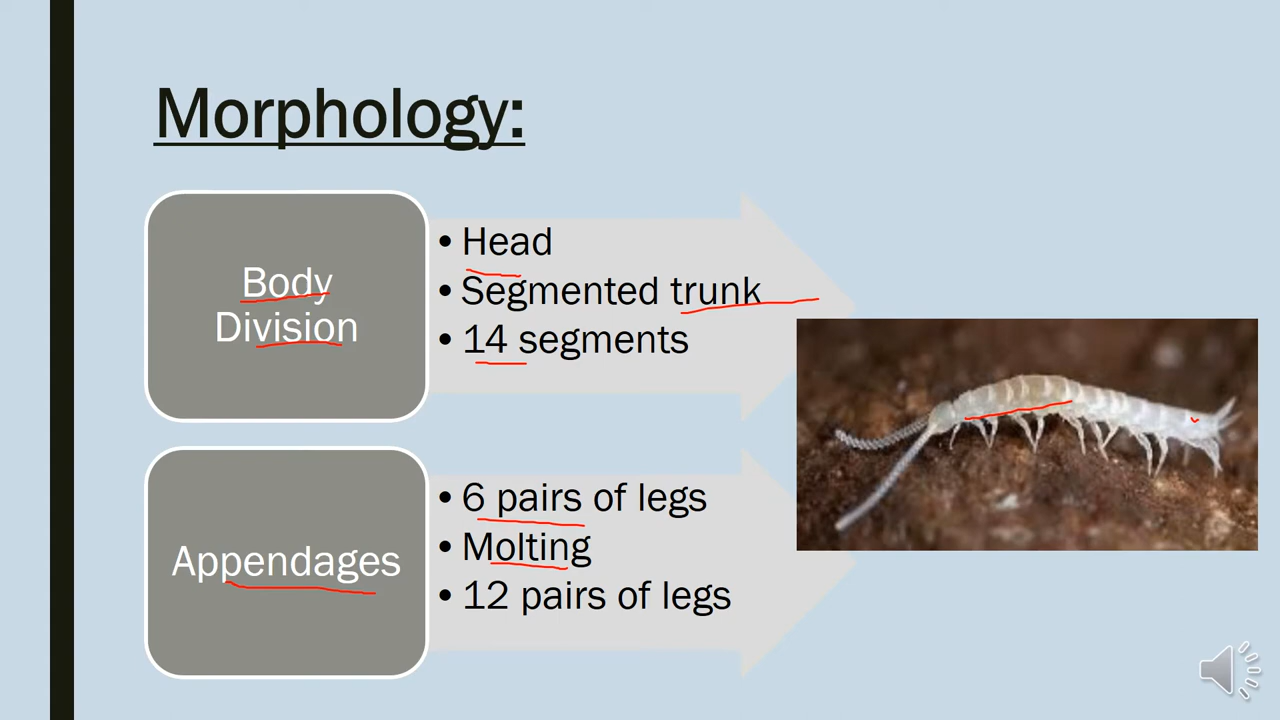 Morphology:
Body
Division
• Head
• Segmented trunk
• 14 segments
Appendages
• 6 pairs of legs
• Molting
• 12 pairs of legs